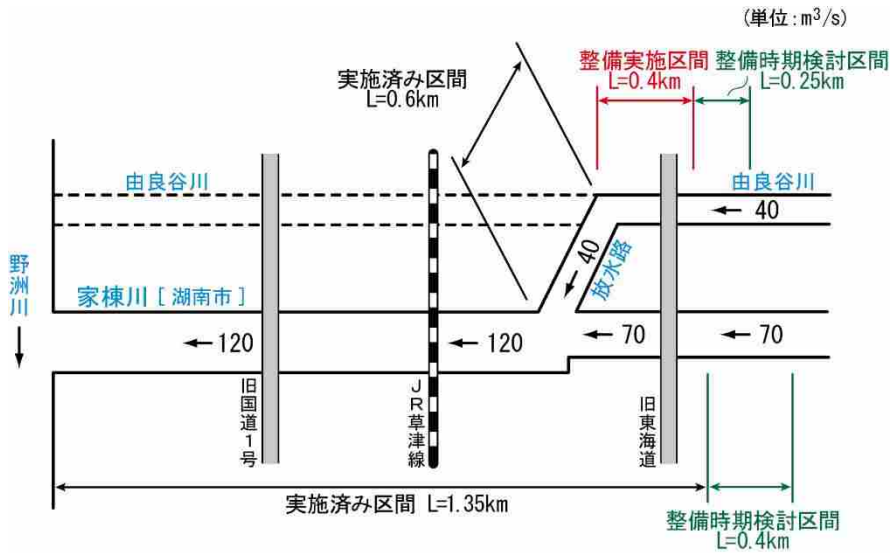 (単位:m³/s)
整備実施区間
L=0.4km
整備時期検討区間
L=0.25km
実施済み区間
L=0.6km
由良谷川
由良谷川
← 40
40
放水路
野洲川
家棟川 [ 湖南市 ]
← 120
← 120
← 70
← 70
旧国道1号
JR草津線
旧東海道
実施済み区間 L=1.35km
整備時期検討区間
L=0.4km